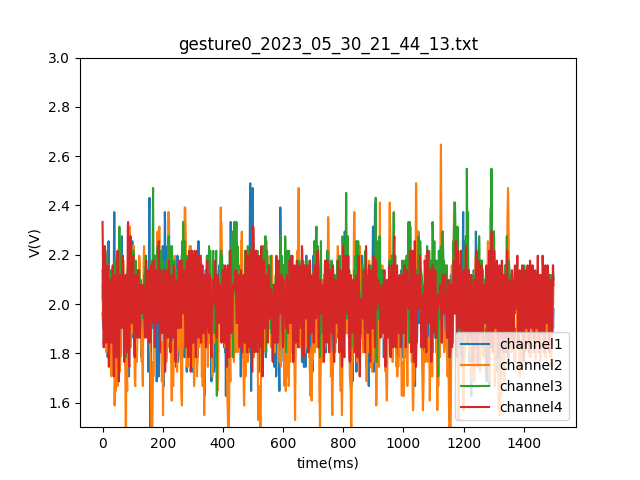 gesture0_2023_05_30_21_44_13.txt
3.0
2.8
2.6
2.4
2.2
2.0
1.8
1.6
V(V)
channel1
channel2
channel3
channel4
0 200 400 600 800 1000 1200 1400
time(ms)